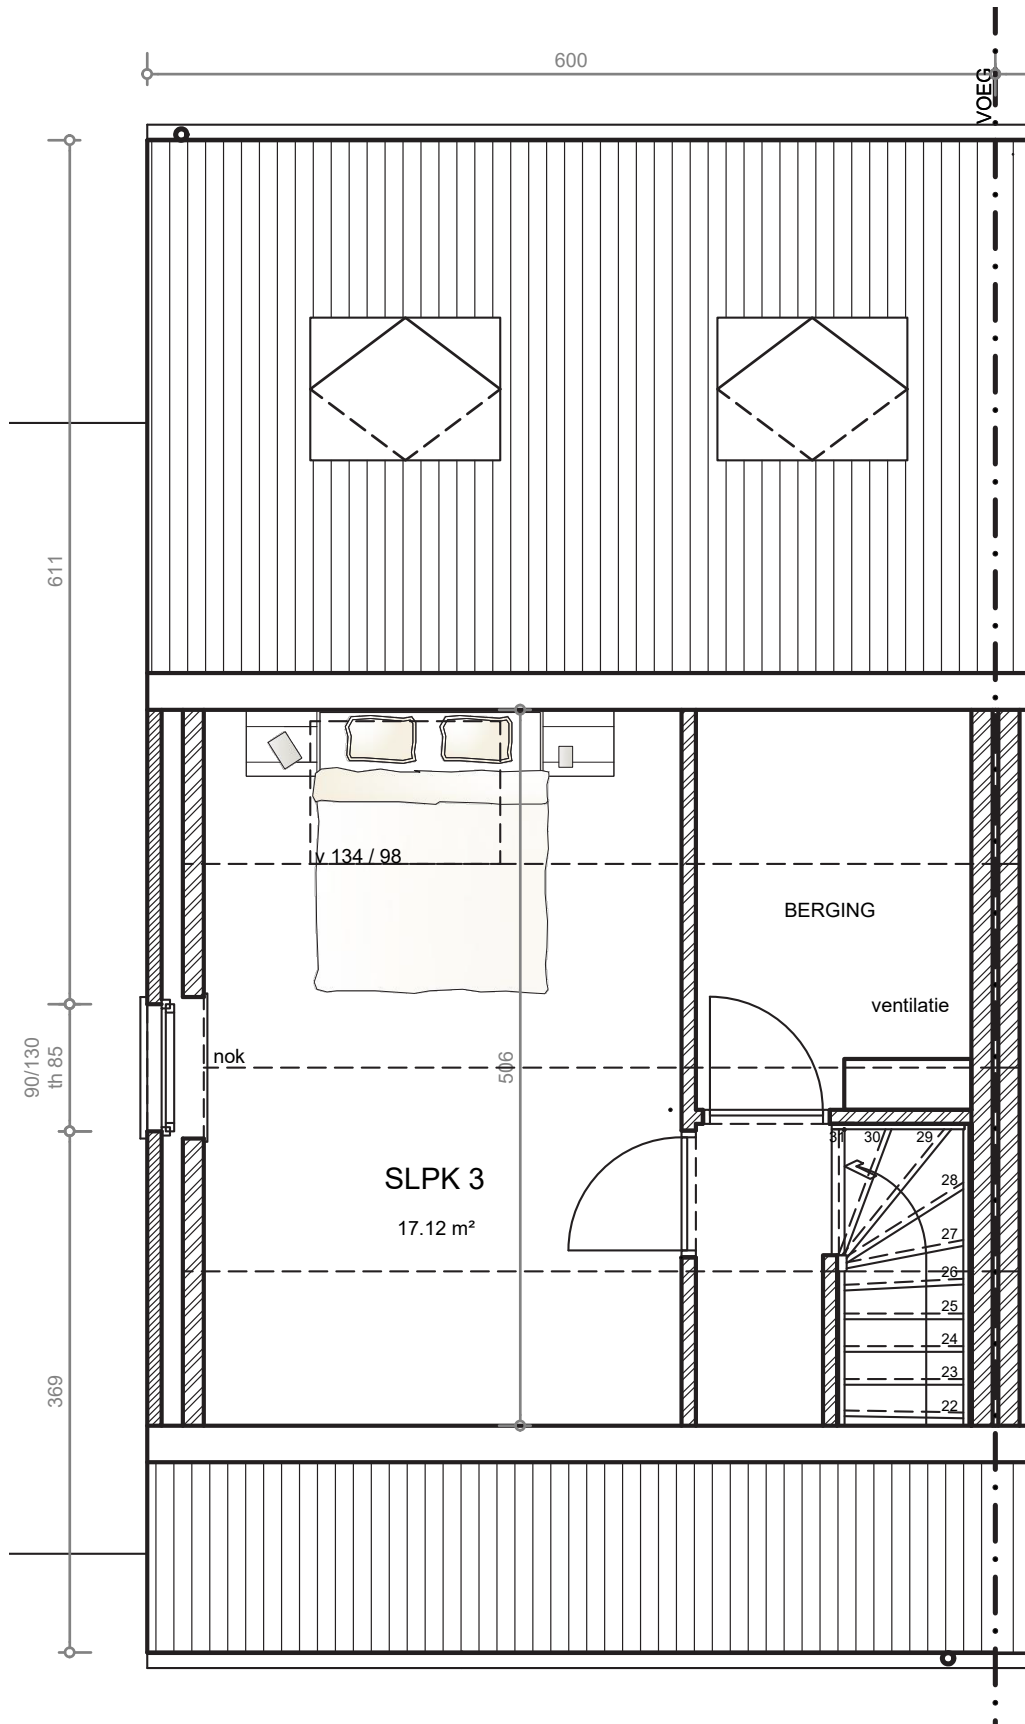 600
VOEG
611
v 134 / 98
BERGING
ventilatie
90/130
th 85
nok
506
31
30
29
SLPK 3
28
17.12 m²
27
26
25
24
369
23
22